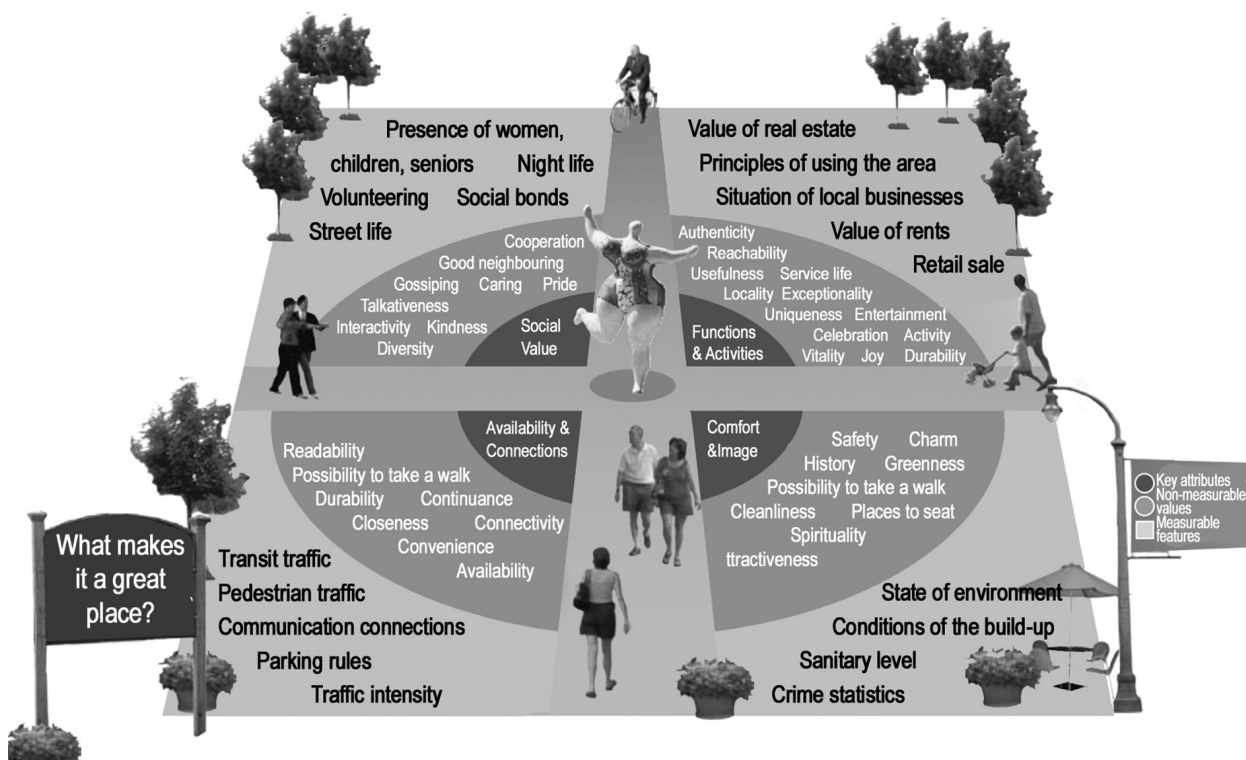 Presence of women,
children, seniors Night life
Volunteering Social bonds
Street life
Cooperation
Good neighbouring
Gossiping Caring Pride
Talkativeness
Interactivity Kindness
Diversity
Social
Value
Value of real estate
Principles of using the area
Situation of local businesses
Value of rents
Retail sale
Authenticity
Reachability
Usefulness Service life
Locality Exceptionality
Uniqueness Entertainment
Celebration Activity
Vitality Joy Durability
Functions
& Activities
Availability &
Connections
Readability
Possibility to take a walk
Durability Continuance
Closeness Connectivity
Convenience
Availability
Transit traffic
Pedestrian traffic
Communication connections
Parking rules
Traffic intensity
Comfort
&Image
Safety Charm
History Greenness
Possibility to take a walk
Cleanliness Places to seat
Spirituality
ttractiveness
State of environment
Conditions of the build-up
Sanitary level
Crime statistics
What makes
it a great
place?
Key attributes
Non-measurable
values
Measurable
features